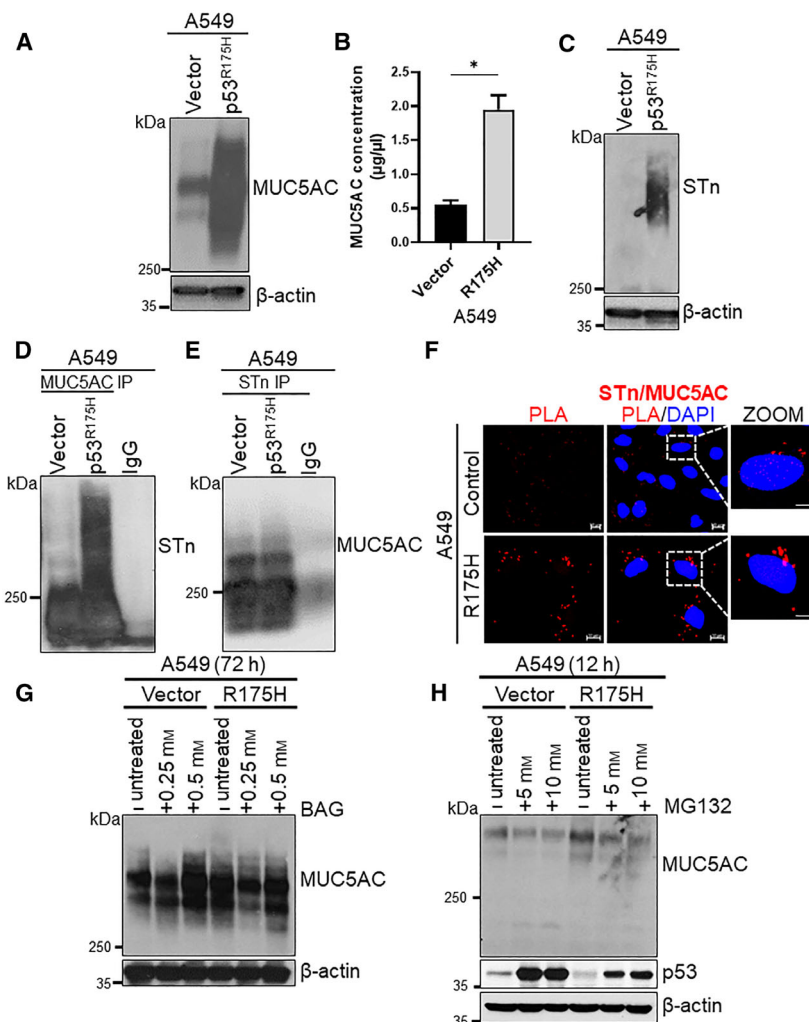 A
A549
Vector
p53R175H
kDa
MUC5AC
250
35
β-actin
B
MUC5AC concentration
(µg/µl)
2.5
2.0
1.5
1.0
0.5
0.0
*
Vector
R175H
A549
C
A549
Vector
p53R175H
kDa
STn
250
35
β-actin
D
A549
MUC5AC IP
Vector
p53R175H
IgG
kDa
STn
250
E
A549
STn IP
Vector
p53R175H
IgG
kDa
MUC5AC
250
F
STn/MUC5AC
PLA
PLA/DAPI
ZOOM
A549
Control
R175H
G
A549 (72 h)
Vector
R175H
– untreated
+0.25 mM
+0.5 mM
– untreated
+0.25 mM
+0.5 mM
BAG
kDa
MUC5AC
250
35
β-actin
H
A549 (12 h)
Vector
R175H
– untreated
+5 mM
+10 mM
– untreated
+ 5 mM
+ 10 mM
MG132
kDa
MUC5AC
250
p53
35
β-actin
35